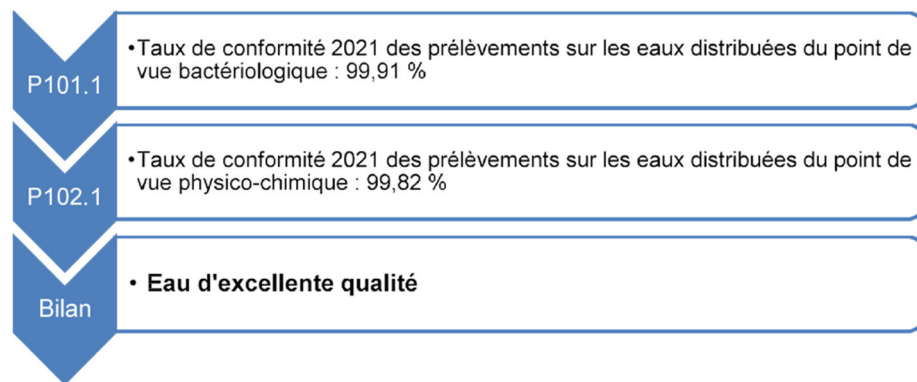 P101.1
•Taux de conformité 2021 des prélèvements sur les eaux distribuées du point de
vue bactériologique : 99,91 %
P102.1
•Taux de conformité 2021 des prélèvements sur les eaux distribuées du point de
vue physico-chimique : 99,82 %
Bilan
• Eau d'excellente qualité